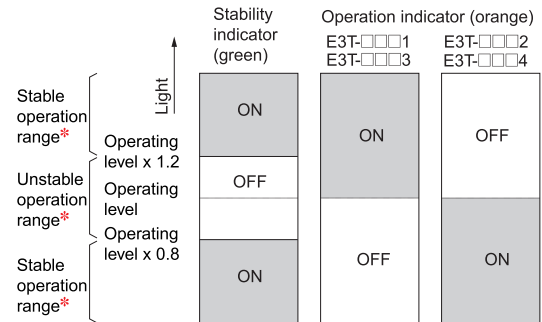 Stability
indicator
(green)
Operation indicator (orange)
E3T-□□□1
E3T-□□□3
E3T-□□□2
E3T-□□□4
Light
Stable
operation
range*
Operating
level x 1.2
Unstable
operation
range*
Operating
level
Operating
level x 0.8
Stable
operation
range*
ON
OFF
ON
ON
OFF
OFF
ON